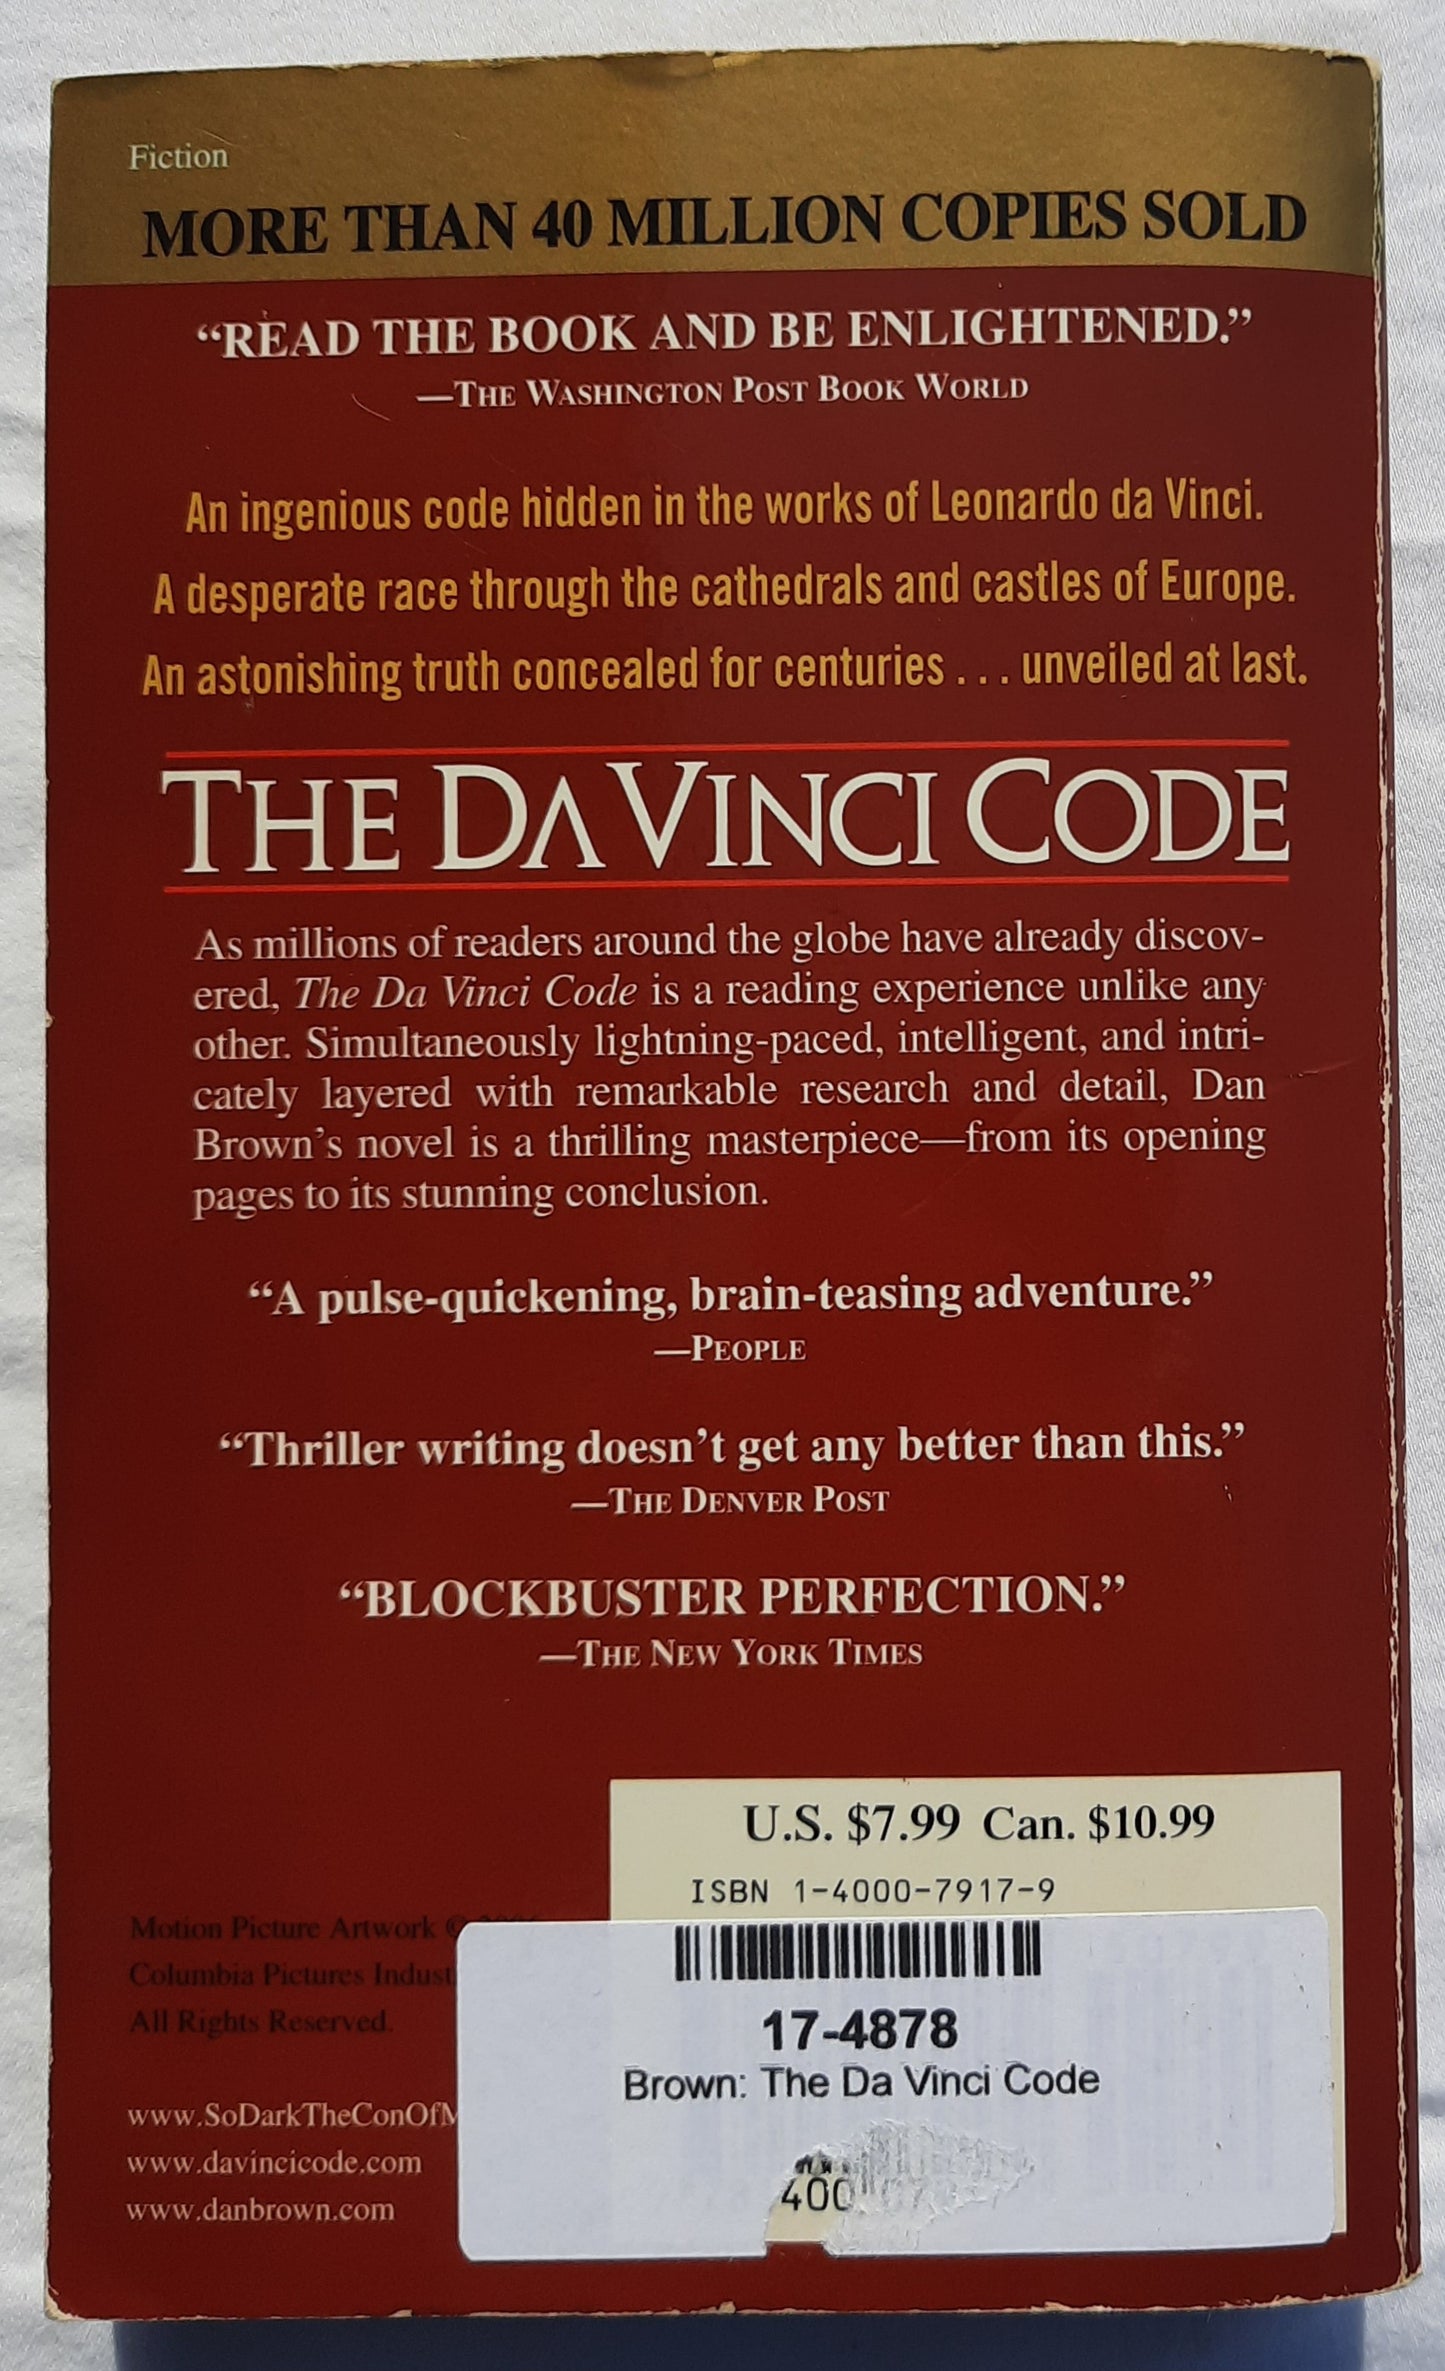 Fiction
MORE THAN 40 MILLION COPIES SOLD
“READ THE BOOK AND BE ENLIGHTENED.”
—THE WASHINGTON POST BOOK WORLD
An ingenious code hidden in the works of Leonardo da Vinci.
A desperate race through the cathedrals and castles of Europe.
An astonishing truth concealed for centuries . . . unveiled at last.
THE DA VINCI CODE
As millions of readers around the globe have already discov-
ered, The Da Vinci Code is a reading experience unlike any
other. Simultaneously lightning-paced, intelligent, and intri-
cately layered with remarkable research and detail, Dan
Brown’s novel is a thrilling masterpiece—from its opening
pages to its stunning conclusion.
“A pulse-quickening, brain-teasing adventure.”
—PEOPLE
“Thriller writing doesn’t get any better than this.”
—THE DENVER POST
“BLOCKBUSTER PERFECTION.”
—THE NEW YORK TIMES
U.S. $7.99 Can. $10.99
ISBN 1-4000-7917-9
Motion Picture Artwork ©
Columbia Pictures Indust
All Rights Reserved.
17-4878
Brown: The Da Vinci Code
www.SoDarkTheConOfM
www.davincicode.com
www.danbrown.com
400